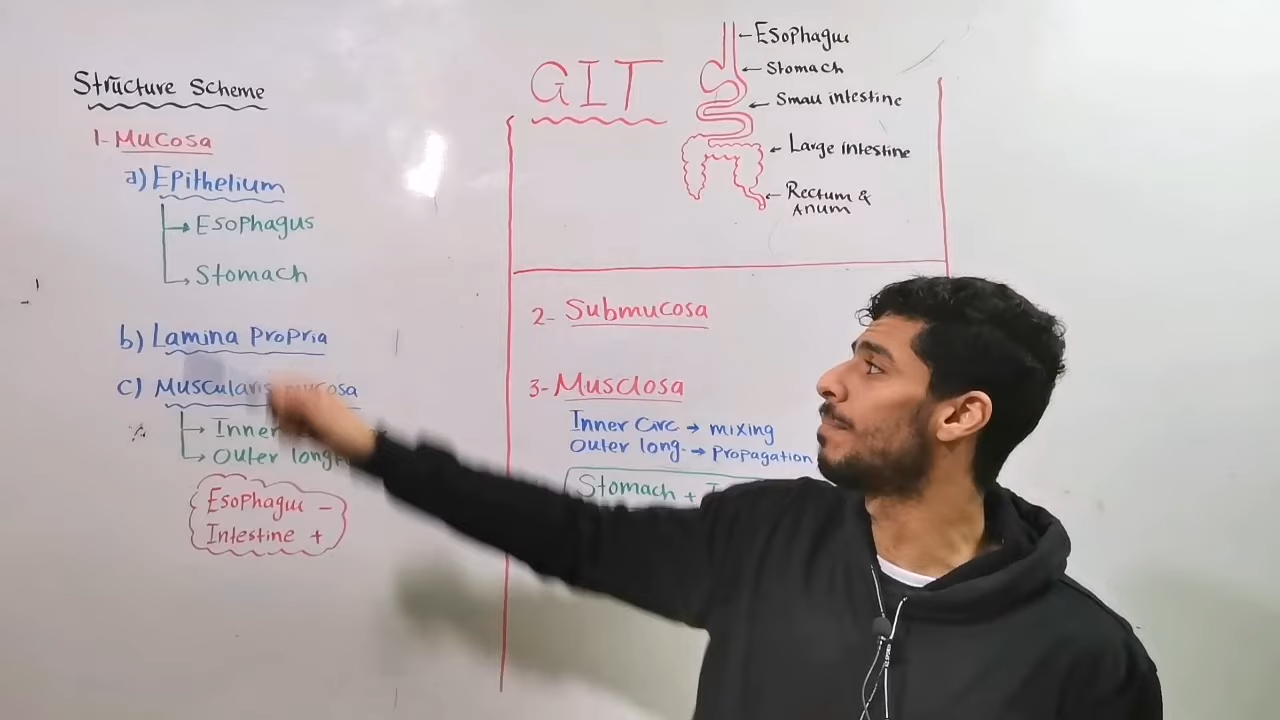 Structure Scheme
1- Mucosa
a) Epithelium
Esophagus
Stomach
b) Lamina Propria
c) Muscularis mucosa
Inner
Outer long
Esophagus -
Intestine +
GIT
Esophagus
Stomach
Small intestine
Large intestine
Rectum &
Anum
2- Submucosa
3- Musclosa
Inner Circ → mixing
Outer long. → Propagation
Stomach +